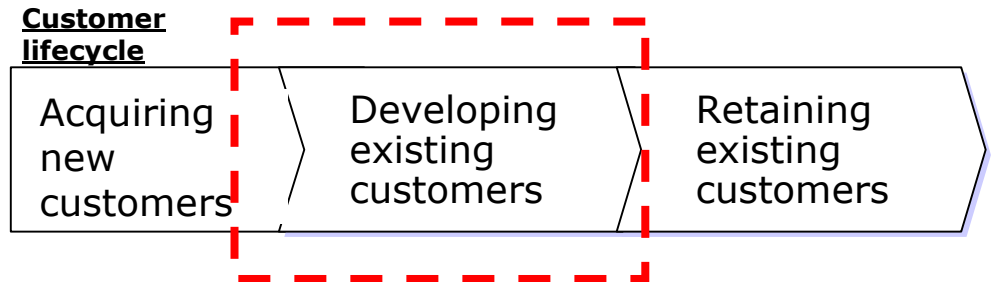 Customer
lifecycle
Acquiring
new
customers
Developing
existing
customers
Retaining
existing
customers